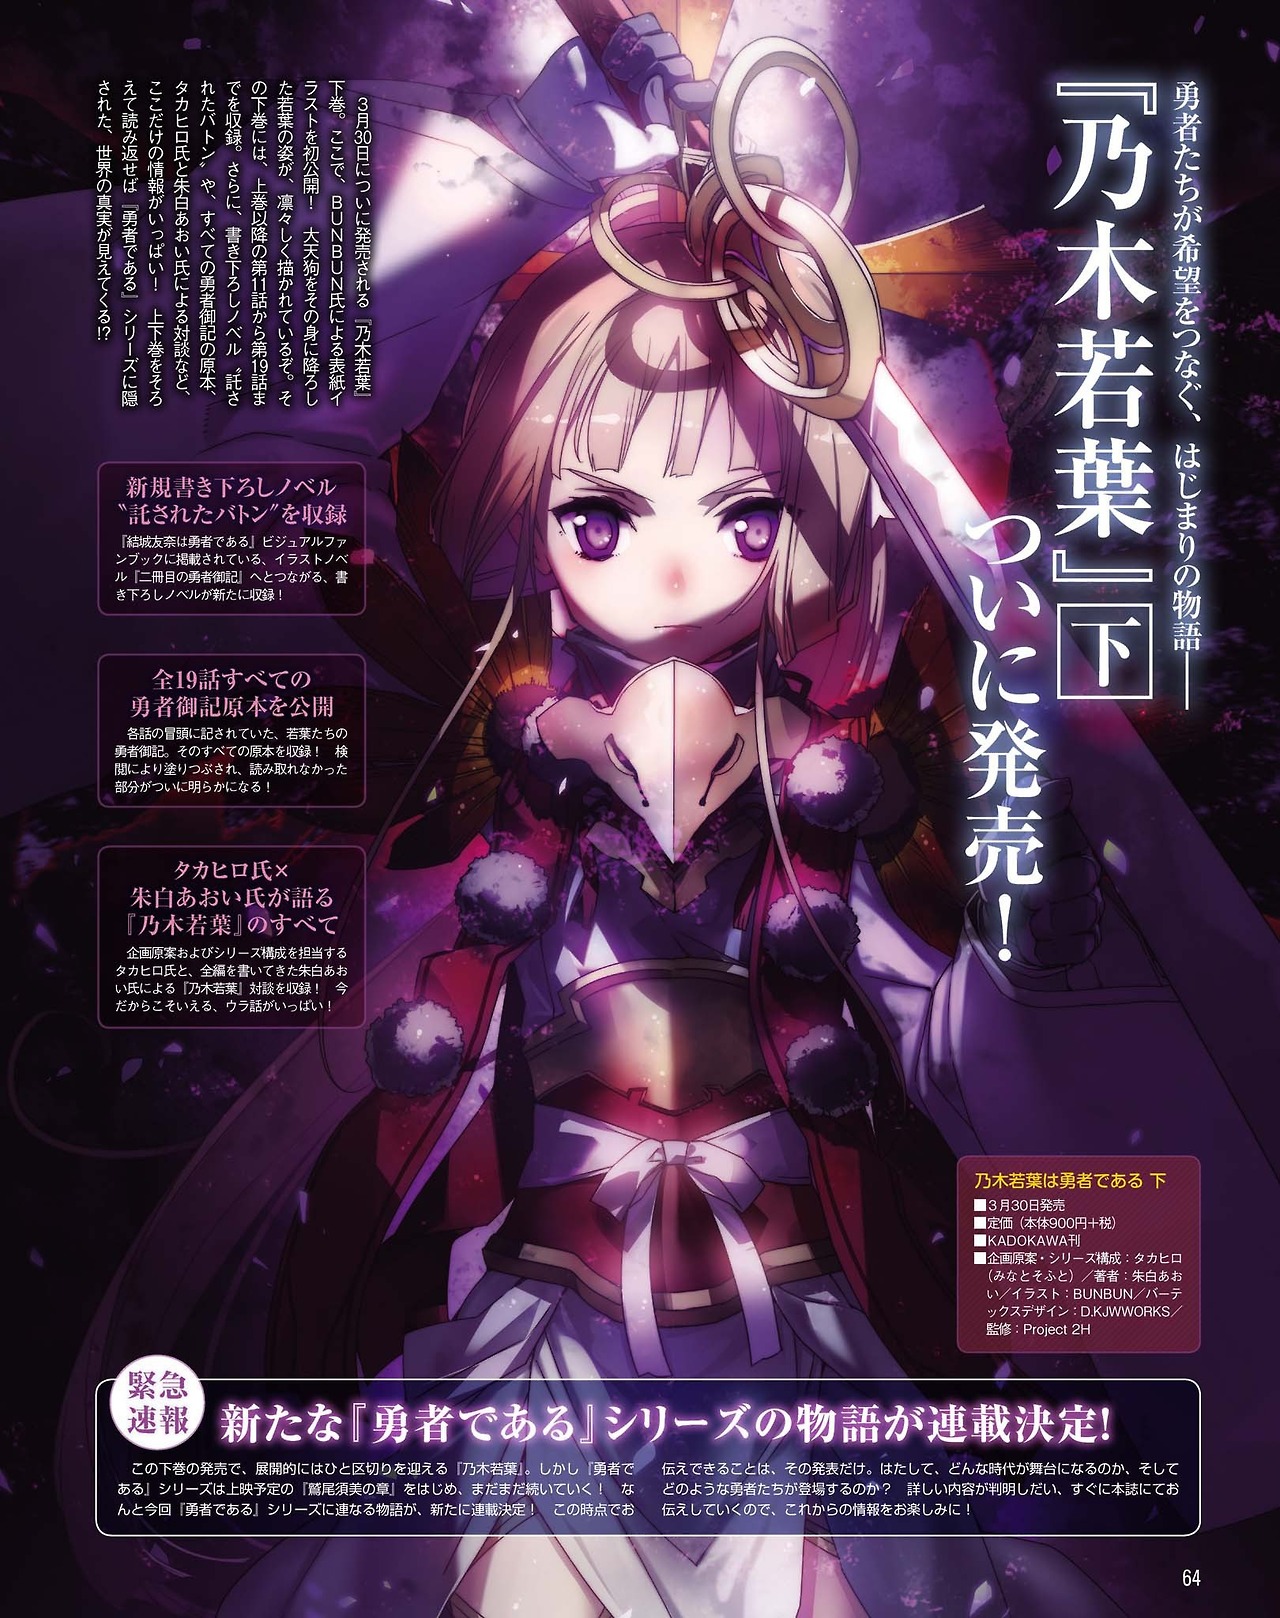 勇者たちが希望をつなぐ、はじまりの物語――
『乃木若葉』下
ついに発売!
　3月30日についに発売される『乃木若葉』
下巻。ここで、BUNBUN氏による表紙イ
ラストを初公開!　大天狗をその身に降ろし
た若葉の姿が、凛々しく描かれているぞ。そ
の下巻には、上巻以降の第11話から第19話ま
でを収録。さらに、書き下ろしノベル〝託さ
れたバトン〟や、すべての勇者御記の原本、
タカヒロ氏と朱白あおい氏による対談など、
ここだけの情報がいっぱい!　上下巻をそろ
えて読み返せば『勇者である』シリーズに隠
された、世界の真実が見えてくる!?
新規書き下ろしノベル
〝託されたバトン〟を収録
『結城友奈は勇者である』ビジュアルファ
ンブックに掲載されている、イラストノベ
ル『二冊目の勇者御記』へとつながる、書
き下ろしノベルが新たに収録!
全19話すべての
勇者御記原本を公開
　各話の冒頭に記されていた、若葉たちの
勇者御記。そのすべての原本を収録!　検
閲により塗りつぶされ、読み取れなかった
部分がついに明らかになる!
タカヒロ氏×
朱白あおい氏が語る
『乃木若葉』のすべて
　企画原案およびシリーズ構成を担当する
タカヒロ氏と、全編を書いてきた朱白あお
い氏による『乃木若葉』対談を収録!　今
だからこそいえる、ウラ話がいっぱい!
乃木若葉は勇者である 下
■3月30日発売
■定価（本体900円+税）
■KADOKAWA刊
■企画原案・シリーズ構成：タカヒロ
（みなとそふと）／著者：朱白あお
い／イラスト：BUNBUN／バーテ
ックスデザイン：D.KJWWORKS／
監修：Project 2H
緊急
速報
新たな『勇者である』シリーズの物語が連載決定!
　この下巻の発売で、展開的にはひと区切りを迎える『乃木若葉』。しかし『勇者で
ある』シリーズは上映予定の『鷲尾須美の章』をはじめ、まだまだ続いていく!　な
んと今回『勇者である』シリーズに連なる物語が、新たに連載決定!　この時点でお
伝えできることは、その発表だけ。はたして、どんな時代が舞台になるのか、そして
どのような勇者たちが登場するのか?　詳しい内容が判明しだい、すぐに本誌にてお
伝えしていくので、これからの情報をお楽しみに!
64